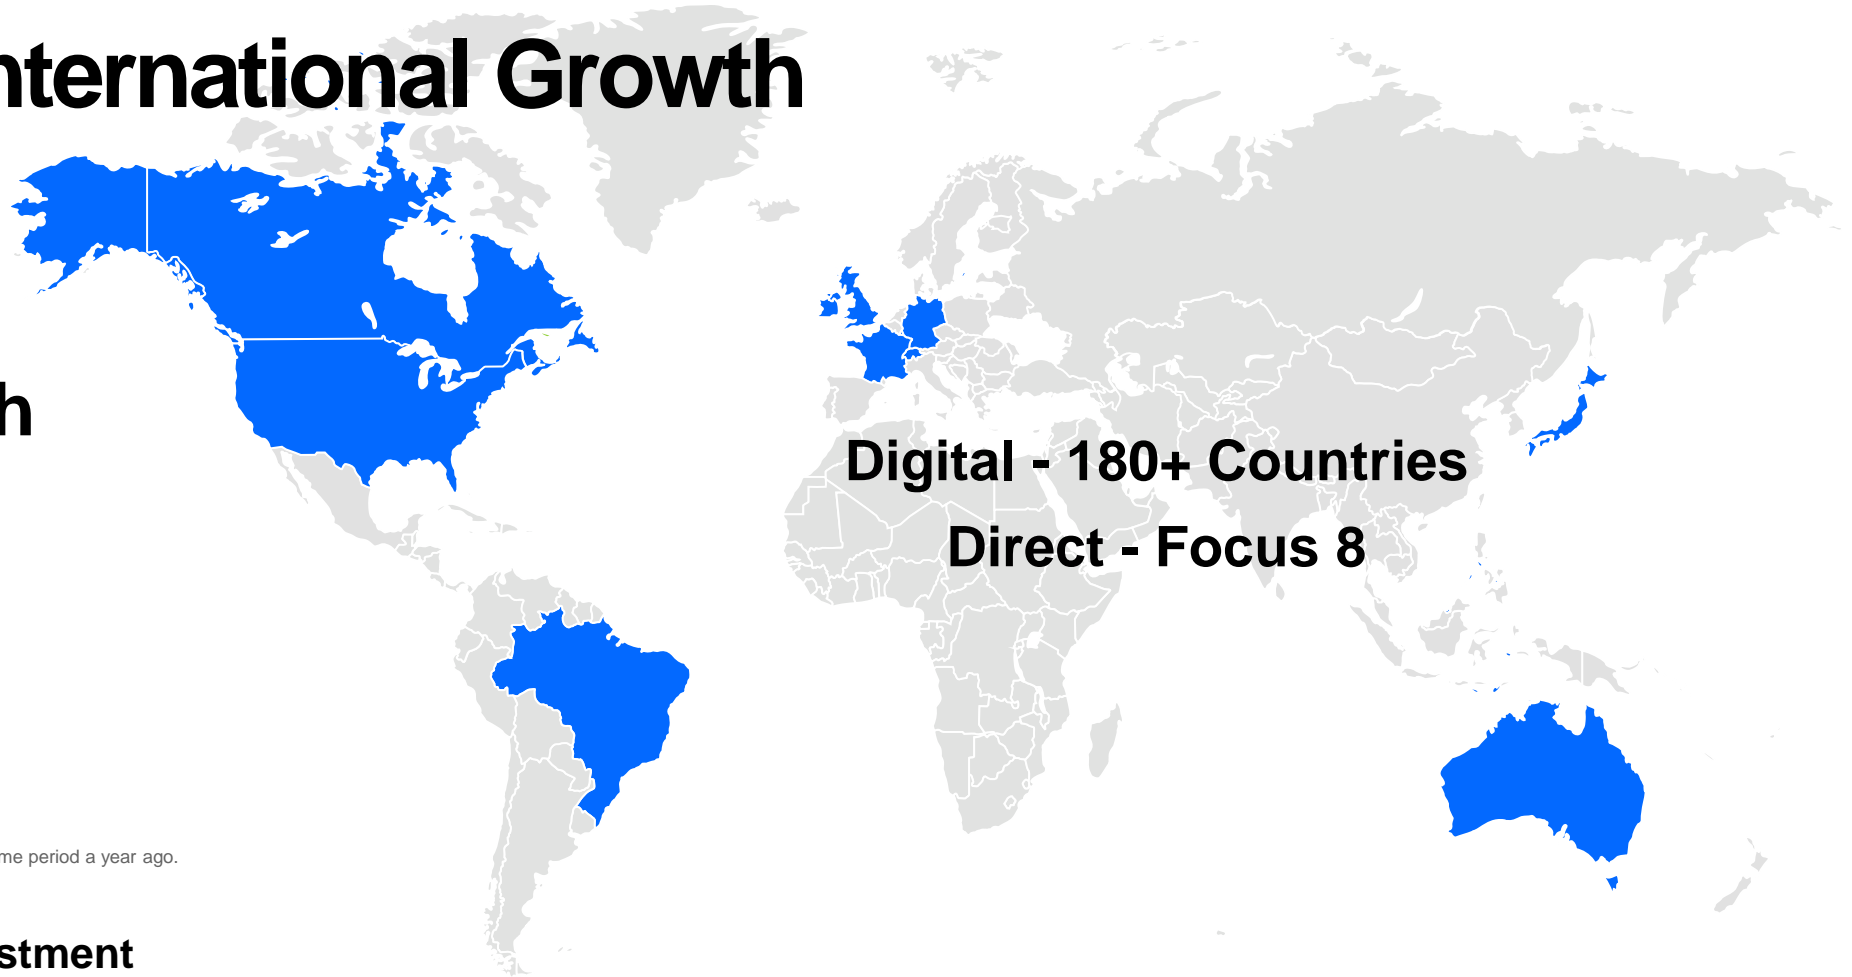 nternational Growth
h
Digital - 180+ Countries
Direct - Focus 8
me period a year ago.
stment